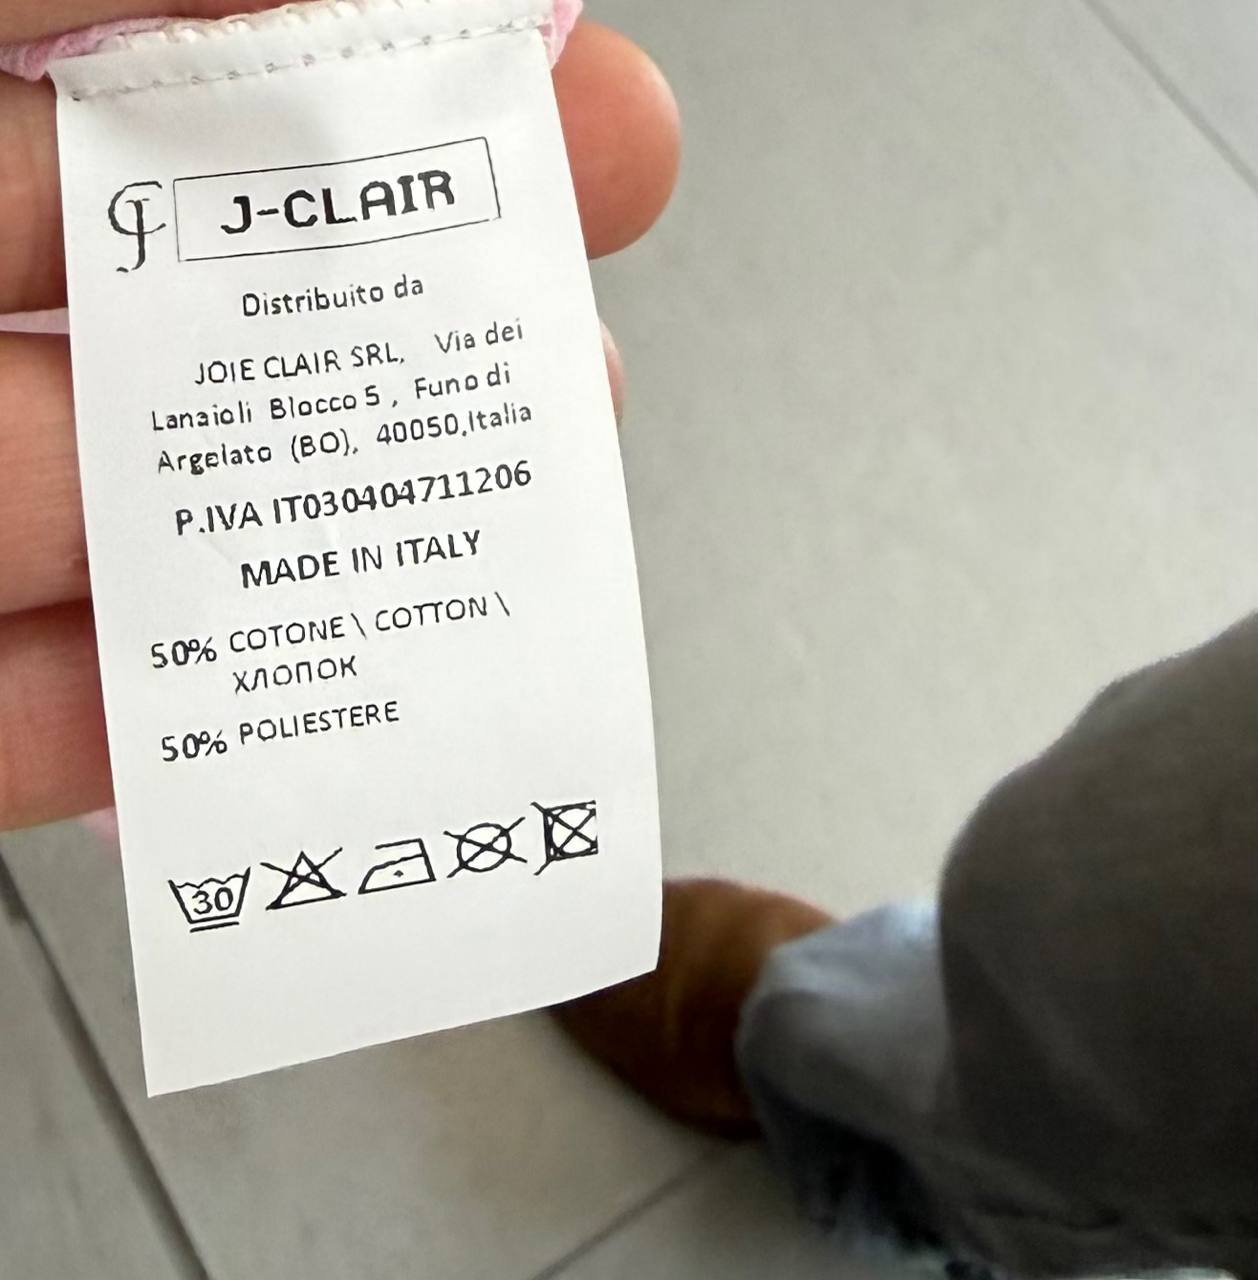 J-CLAIR
Distribuito da
JOIE CLAIR SRL, Via dei
Lanaioli Blocco 5 , Funo di
Argelato (BO), 40050,Italia
P.IVA IT030404711206
MADE IN ITALY
50% COTONE \ COTTON \
ХЛОПОК
50% POLIESTERE
30